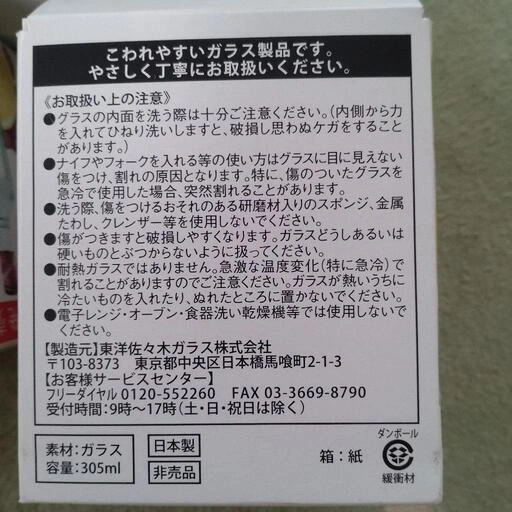 こわれやすいガラス製品です。
やさしく丁寧にお取扱いください。
《お取扱い上の注意》
●グラスの内面を洗う際は十分ご注意ください。(内側から力
を入れてひねり洗いしますと、破損し思わぬケガをすること
があります。)
●ナイフやフォークを入れる等の使い方はグラスに目に見えない
傷をつけ、割れの原因となります。特に、傷のついたグラスを
急冷で使用した場合、突然割れることがあります。
●洗う際、傷をつけるおそれのある研磨材入りのスポンジ、金属
たわし、クレンザー等を使用しないでください。
●傷がつきますと破損しやすくなります。ガラスどうしあるいは
硬いものとぶつからないように扱ってください。
●耐熱ガラスではありません。急激な温度変化(特に急冷)で
割れることがありますのでご注意ください。ガラスが熱いうちに
冷たいものを入れたり、ぬれたところに置かないでください。
●電子レンジ・オーブン・食器洗い乾燥機等では使用しないで
ください。
【製造元】東洋佐々木ガラス株式会社
〒103-8373 東京都中央区日本橋馬喰町2-1-3
【お客様サービスセンター】
フリーダイヤル 0120-552260 FAX 03-3669-8790
受付時間:9時〜17時(土・日・祝日は除く)
素材:ガラス
容量:305ml
日本製
非売品
箱:紙
ダンボール
緩衝材